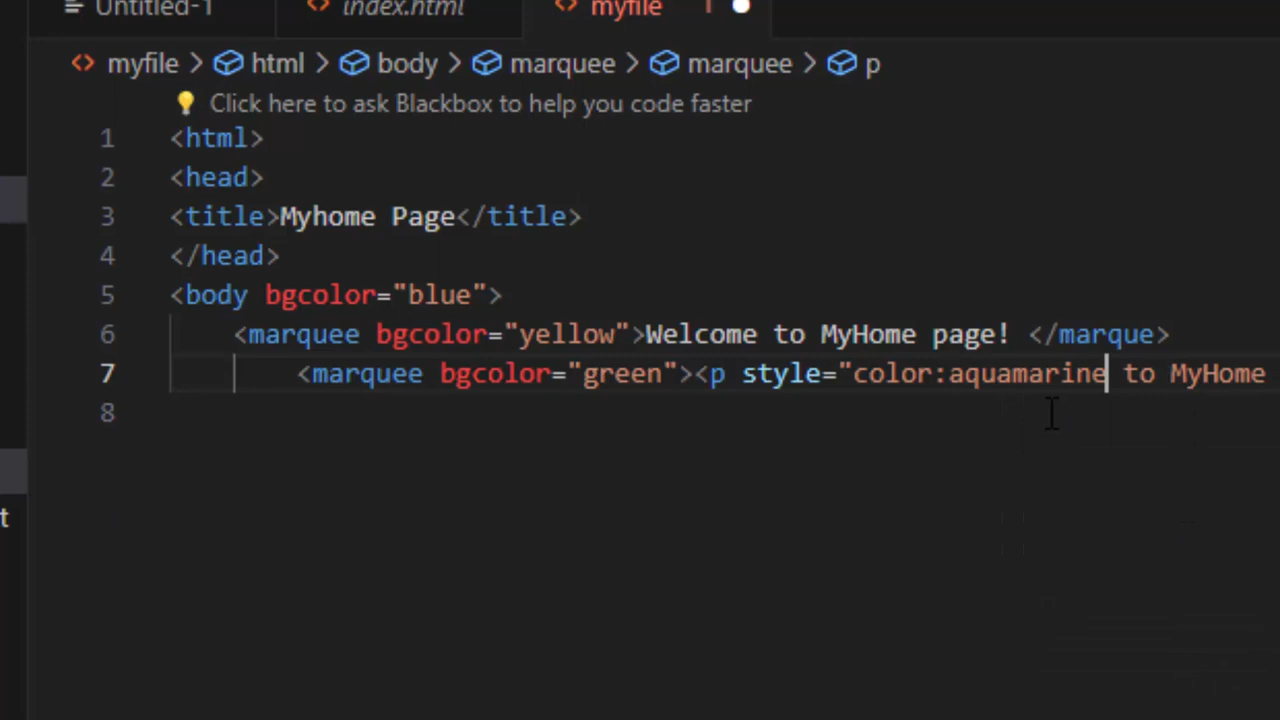 Untitled-1 index.html myfile 1
myfile > html > body > marquee > marquee > p
Click here to ask Blackbox to help you code faster
1 <html>
2 <head>
3 <title>Myhome Page</title>
4 </head>
5 <body bgcolor="blue">
6 <marquee bgcolor="yellow">Welcome to MyHome page! </marque>
7 <marquee bgcolor="green"><p style="color:aquamarine to MyHome
8
t